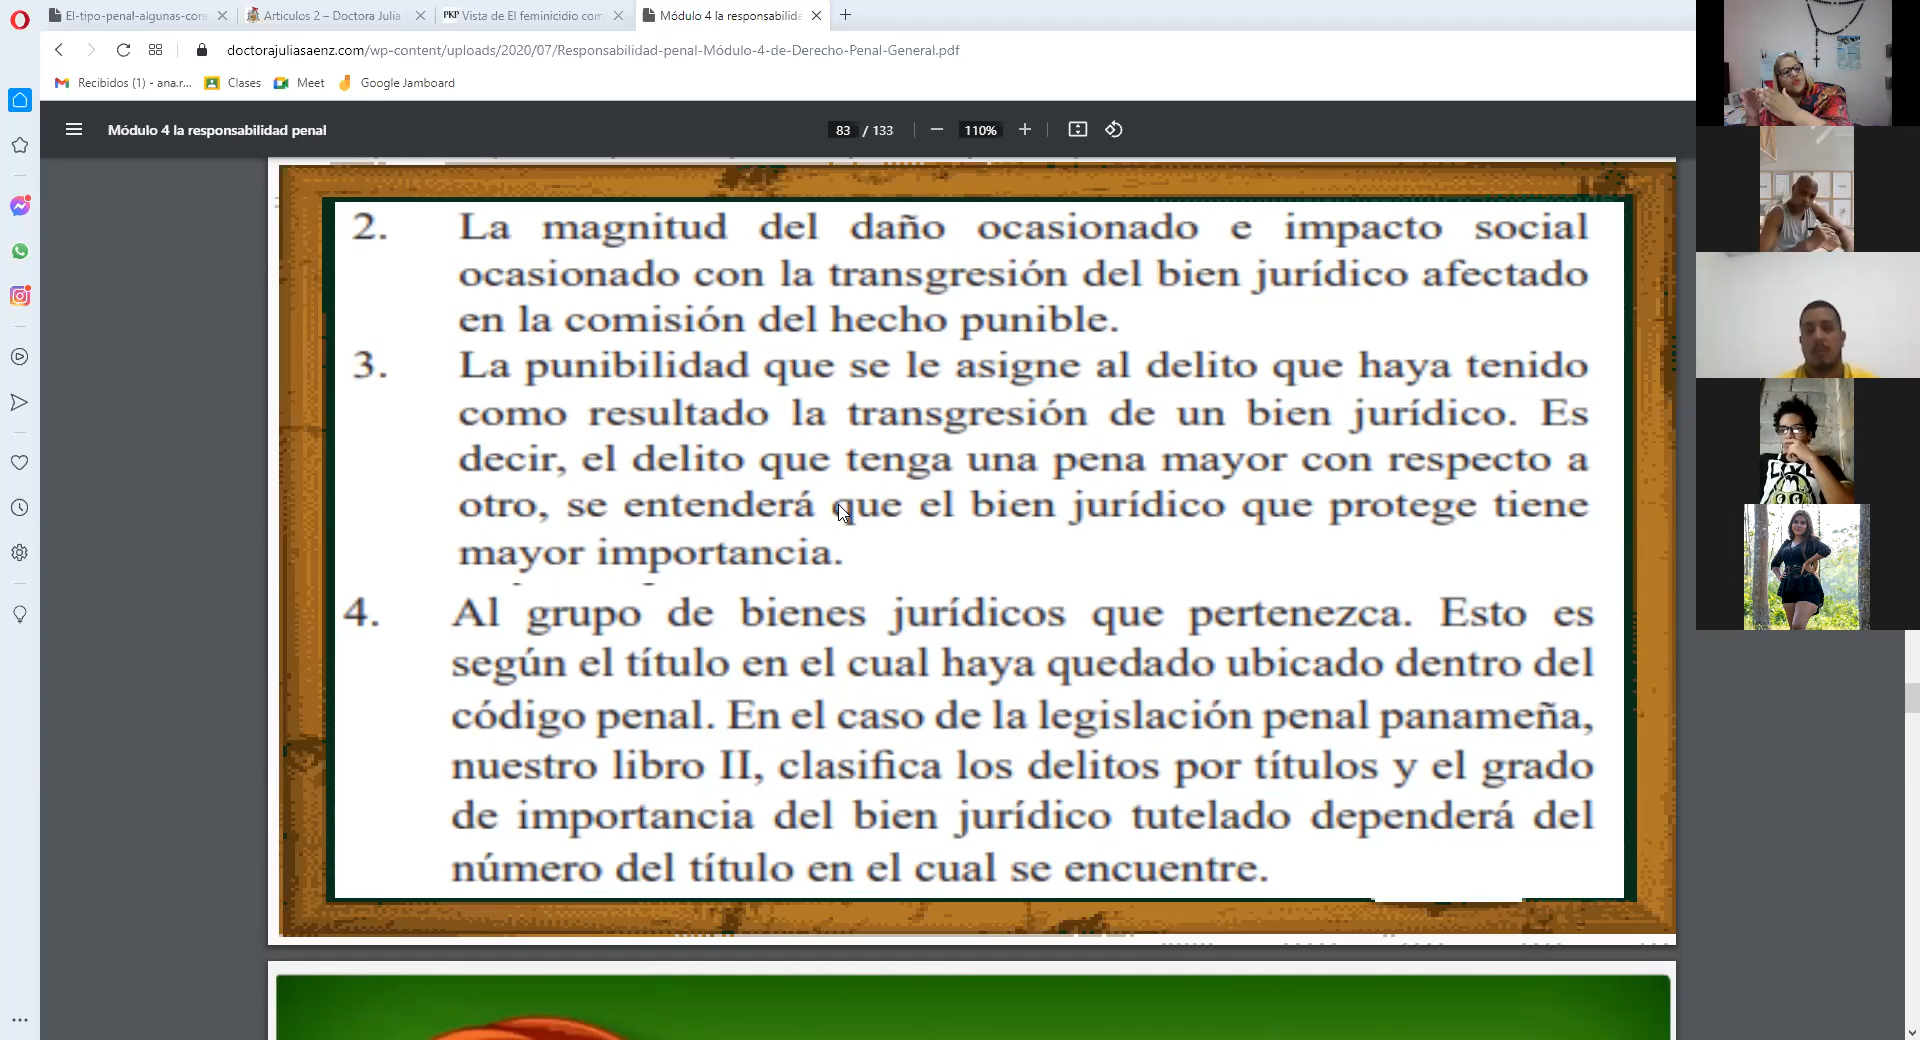 El-tipo-penal-algunas-con
Articulos 2 – Doctora Julia
PKP Vista de El feminicidio com
Módulo 4 la responsabilida
doctorajuliasaenz.com/wp-content/uploads/2020/07/Responsabilidad-penal-Módulo-4-de-Derecho-Penal-General.pdf
Recibidos (1) - ana.r... Clases Meet Google Jamboard
Módulo 4 la responsabilidad penal
83 / 133
110%
2. La magnitud del daño ocasionado e impacto social
ocasionado con la transgresión del bien jurídico afectado
en la comisión del hecho punible.
3. La punibilidad que se le asigne al delito que haya tenido
como resultado la transgresión de un bien jurídico. Es
decir, el delito que tenga una pena mayor con respecto a
otro, se entenderá que el bien jurídico que protege tiene
mayor importancia.
4. Al grupo de bienes jurídicos que pertenezca. Esto es
según el título en el cual haya quedado ubicado dentro del
código penal. En el caso de la legislación penal panameña,
nuestro libro II, clasifica los delitos por títulos y el grado
de importancia del bien jurídico tutelado dependerá del
número del título en el cual se encuentre.